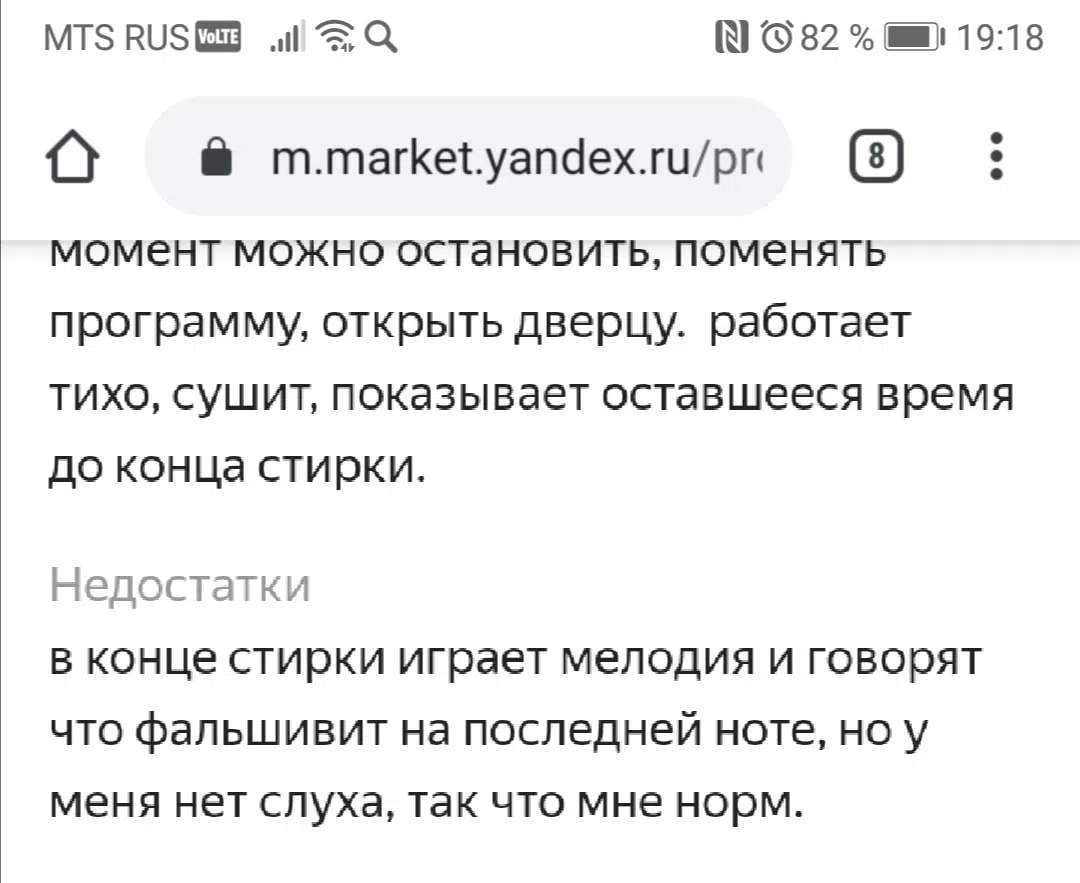 MTS RUS VoLTE 82 % 19:18
m.market.yandex.ru/pr
8
момент можно остановить, поменять
программу, открыть дверцу. работает
тихо, сушит, показывает оставшееся время
до конца стирки.
Недостатки
в конце стирки играет мелодия и говорят
что фальшивит на последней ноте, но у
меня нет слуха, так что мне норм.